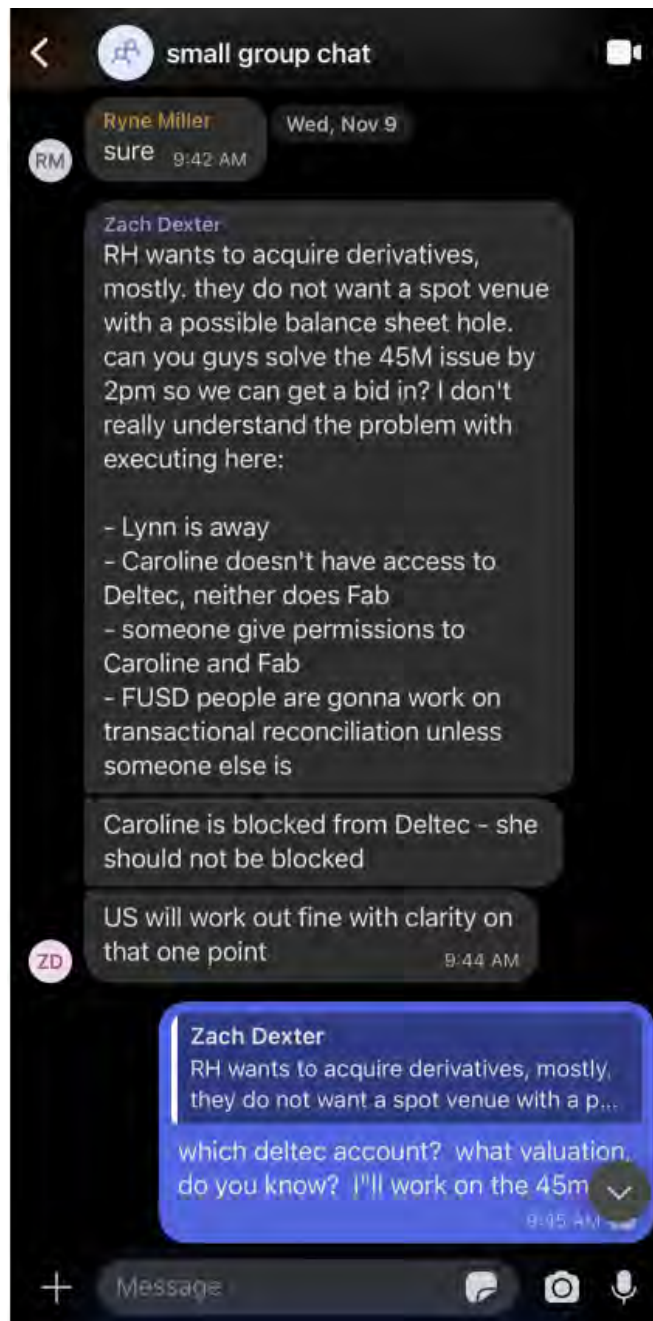 small group chat
Ryne Miller
Wed, Nov 9
RM
sure 9:42 AM
Zach Dexter
RH wants to acquire derivatives,
mostly. they do not want a spot venue
with a possible balance sheet hole.
can you guys solve the 45M issue by
2pm so we can get a bid in? I don't
really understand the problem with
executing here:
- Lynn is away
- Caroline doesn't have access to
Deltec, neither does Fab
- someone give permissions to
Caroline and Fab
- FUSD people are gonna work on
transactional reconciliation unless
someone else is
Caroline is blocked from Deltec – she
should not be blocked
US will work out fine with clarity on
that one point 9:44 AM
ZD
Zach Dexter
RH wants to acquire derivatives, mostly.
they do not want a spot venue with a p...
which deltec account? what valuation,
do you know? I"ll work on the 45m
9:45 AM
Message